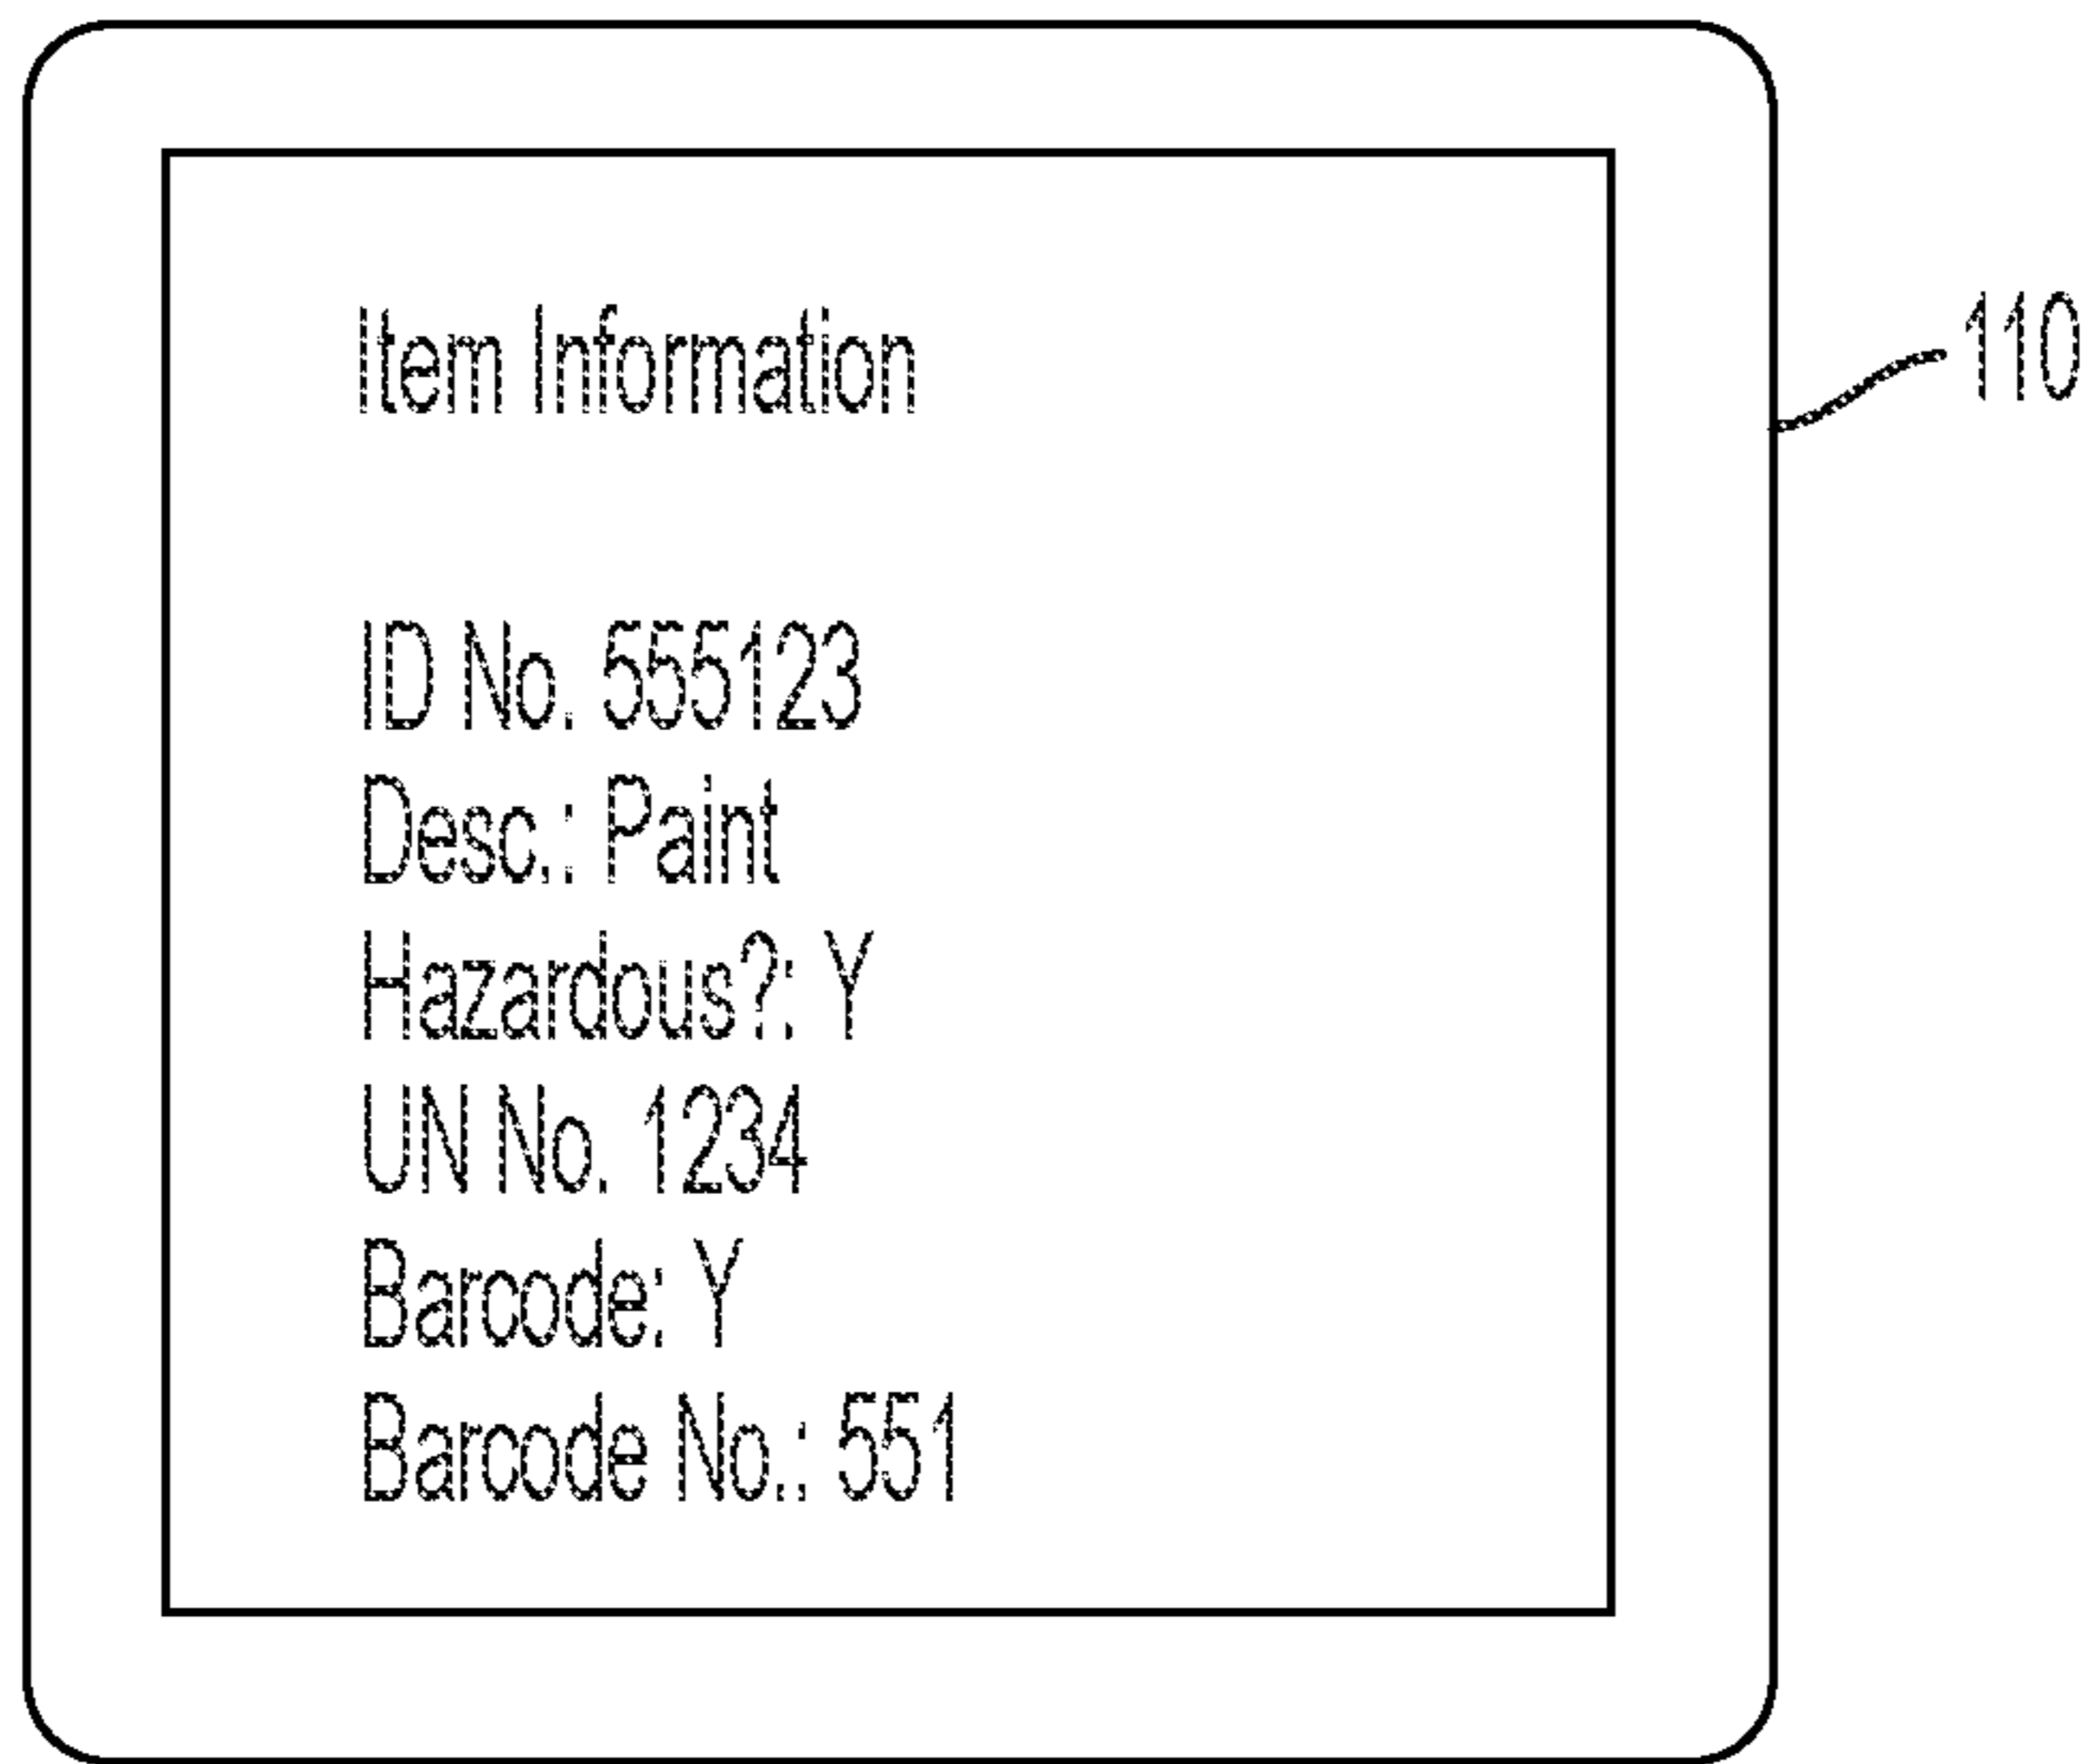 Item Information
110
ID No. 555123
Desc.: Paint
Hazardous?: Y
UN No. 1234
Barcode: Y
Barcode No.: 551